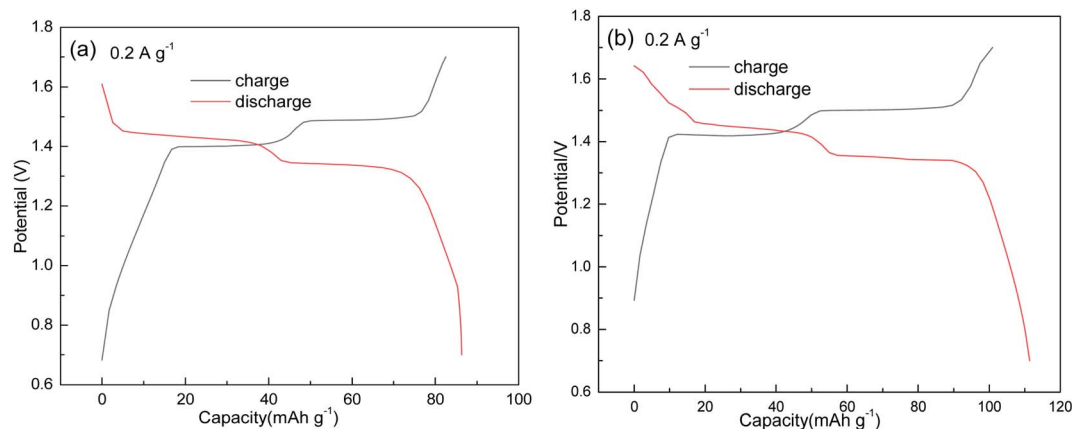 (a) 0.2 A g⁻¹
charge
discharge
Potential (V)
1.8
1.6
1.4
1.2
1.0
0.8
0.6
0 20 40 60 80 100
Capacity(mAh g⁻¹)
(b) 0.2 A g⁻¹
charge
discharge
Potential/V
1.8
1.6
1.4
1.2
1.0
0.8
0.6
0 20 40 60 80 100 120
Capacity(mAh g⁻¹)